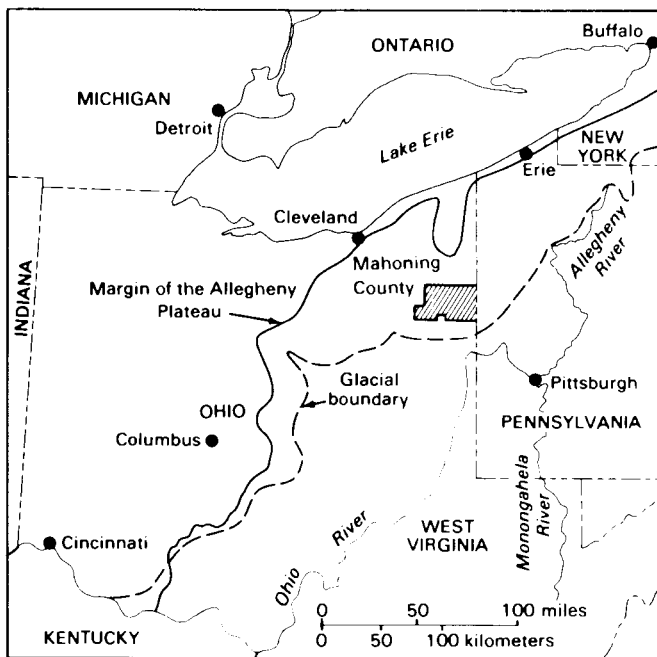 Buffalo
ONTARIO
MICHIGAN
Detroit
Lake Erie
NEW
YORK
Erie
Cleveland
Allegheny
River
Mahoning
County
Margin of the Allegheny
Plateau
INDIANA
Glacial
boundary
Pittsburgh
OHIO
PENNSYLVANIA
Columbus
Monongahela
River
WEST
VIRGINIA
Cincinnati
Ohio River
0 50 100 miles
0 50 100 kilometers
KENTUCKY